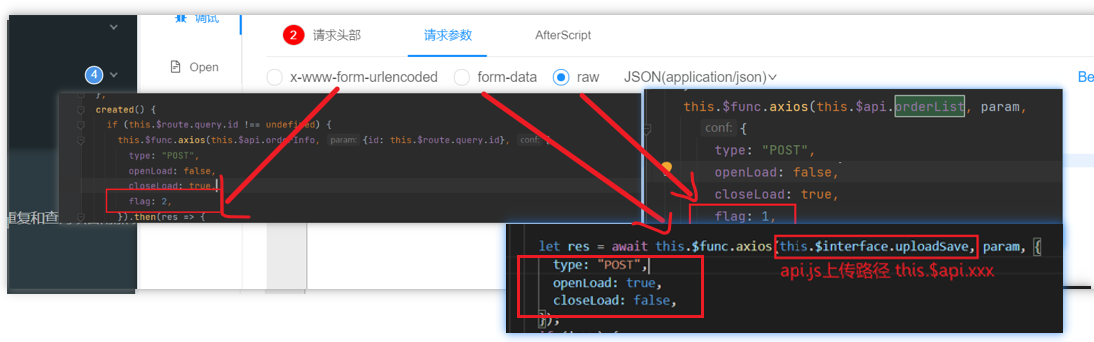 调试
2 请求头部 请求参数 AfterScript
4
Open
x-www-form-urlencoded form-data raw JSON(application/json)
Be
},
created() {
if (this.$route.query.id !== undefined) {
this.$func.axios(this.$api.orderInfo, param: {id: this.$route.query.id}, conf: {
type: "POST",
openLoad: false,
closeLoad: true,
flag: 2,
}).then(res => {
this.$func.axios(this.$api.orderList, param,
conf: {
type: "POST",
openLoad: false,
closeLoad: true,
flag: 1,
let res = await this.$func.axios(this.$interface.uploadSave, param, {
type: "POST",
openLoad: true,
closeLoad: false,
});
api.js上传路径 this.$api.xxx